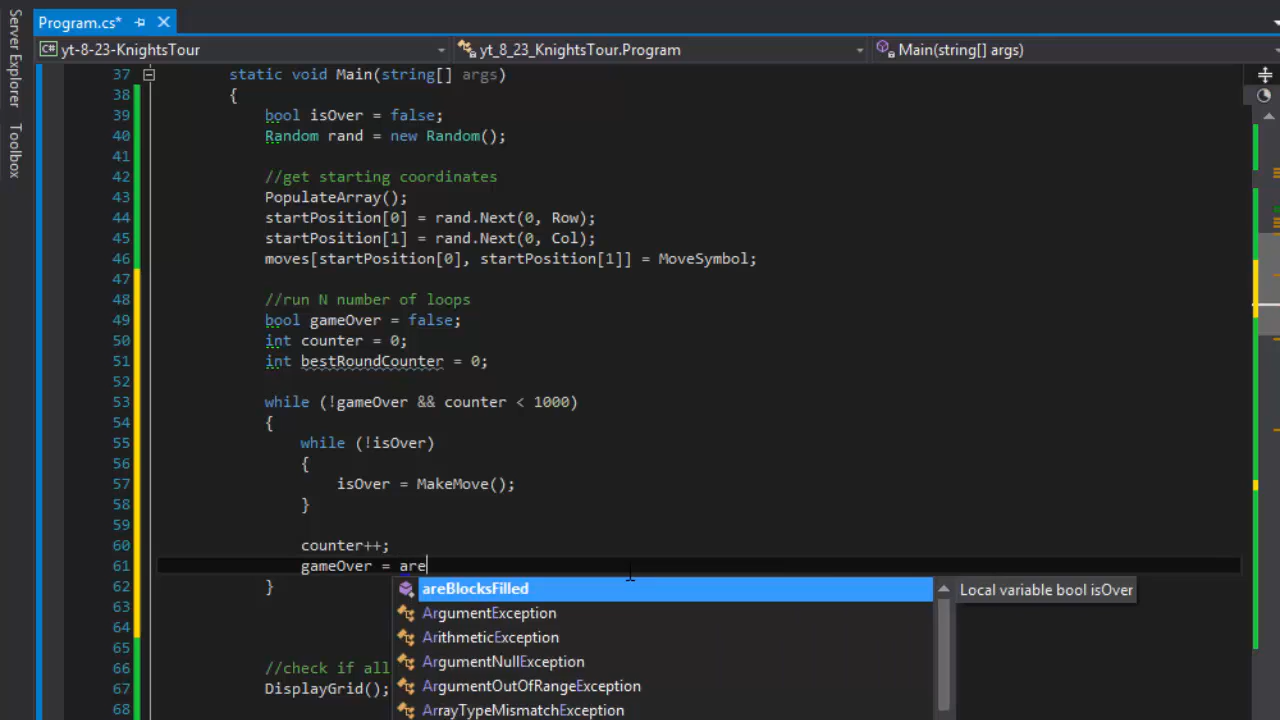 Program.cs*
yt-8-23-KnightsTour
yt_8_23_KnightsTour.Program
Main(string[] args)
Server Explorer
Toolbox
37 static void Main(string[] args)
38 {
39 bool isOver = false;
40 Random rand = new Random();
41
42 //get starting coordinates
43 PopulateArray();
44 startPosition[0] = rand.Next(0, Row);
45 startPosition[1] = rand.Next(0, Col);
46 moves[startPosition[0], startPosition[1]] = MoveSymbol;
47
48 //run N number of loops
49 bool gameOver = false;
50 int counter = 0;
51 int bestRoundCounter = 0;
52
53 while (!gameOver && counter < 1000)
54 {
55 while (!isOver)
56 {
57 isOver = MakeMove();
58 }
59
60 counter++;
61 gameOver = are
62 }
63
64
65
66 //check if all
67 DisplayGrid();
68
areBlocksFilled
ArgumentException
ArithmeticException
ArgumentNullException
ArgumentOutOfRangeException
ArrayTypeMismatchException
Local variable bool isOver